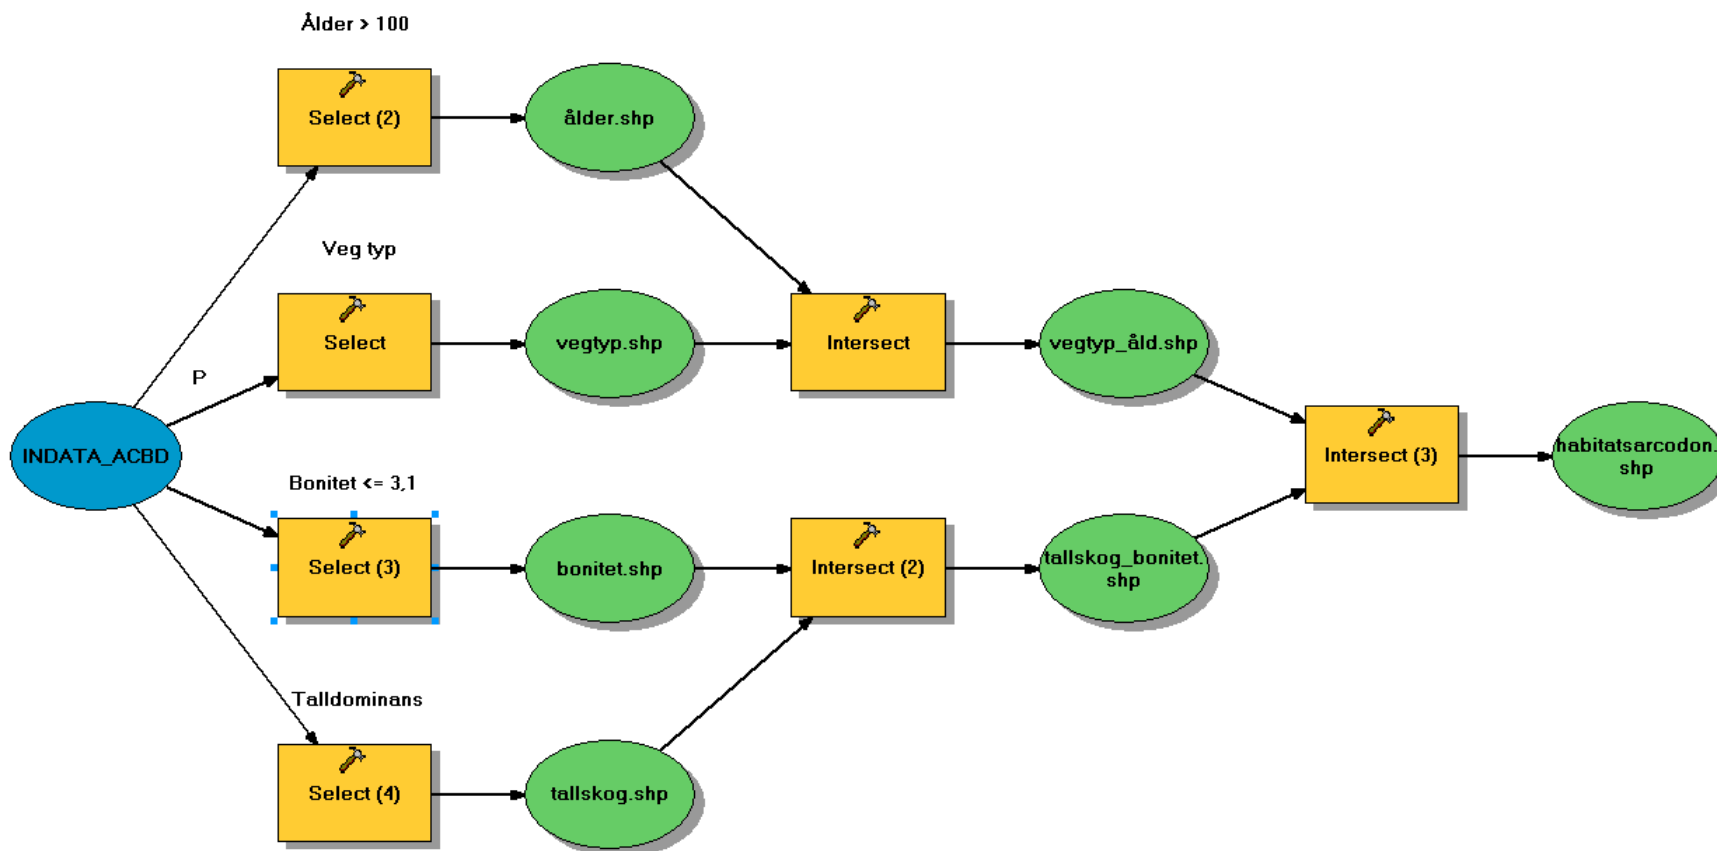 Ålder > 100
Select (2)
ålder.shp
Veg typ
Select
vegtyp.shp
Intersect
vegtyp_åld.shp
P
INDATA_ACBD
Intersect (3)
habitatsarcodon.
shp
Bonitet <= 3,1
Select (3)
bonitet.shp
Intersect (2)
tallskog_bonitet.
shp
Talldominans
Select (4)
tallskog.shp